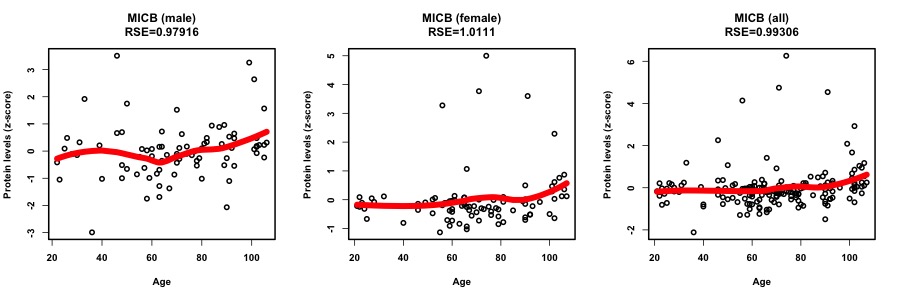 MICB (male)
RSE=0.97916
Protein levels (z-score)
3
2
1
0
-1
-2
-3
20 40 60 80 100
Age
MICB (female)
RSE=1.0111
Protein levels (z-score)
5
4
3
2
1
0
-1
20 40 60 80 100
Age
MICB (all)
RSE=0.99306
Protein levels (z-score)
6
4
2
0
-2
20 40 60 80 100
Age